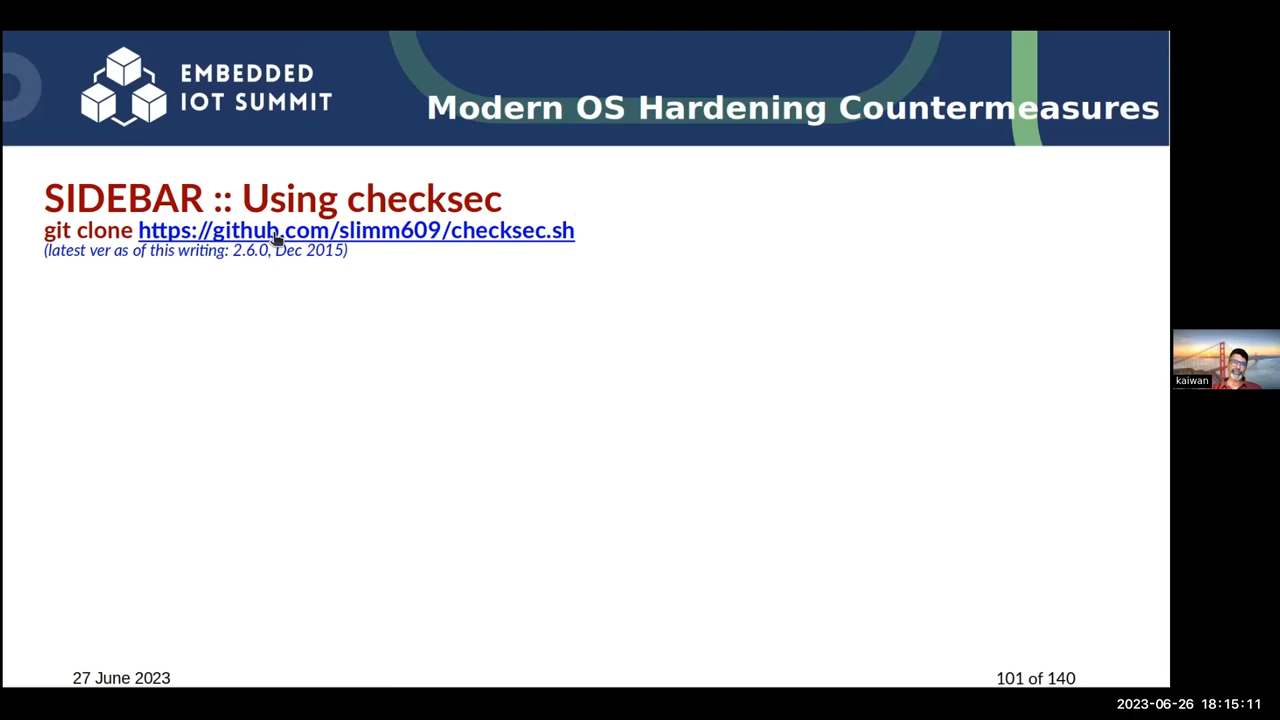 EMBEDDED
IOT SUMMIT
Modern OS Hardening Countermeasures
SIDEBAR :: Using checksec
git clone https://github.com/slimm609/checksec.sh
(latest ver as of this writing: 2.6.0, Dec 2015)
kaiwan
27 June 2023
101 of 140
2023-06-26 18:15:11